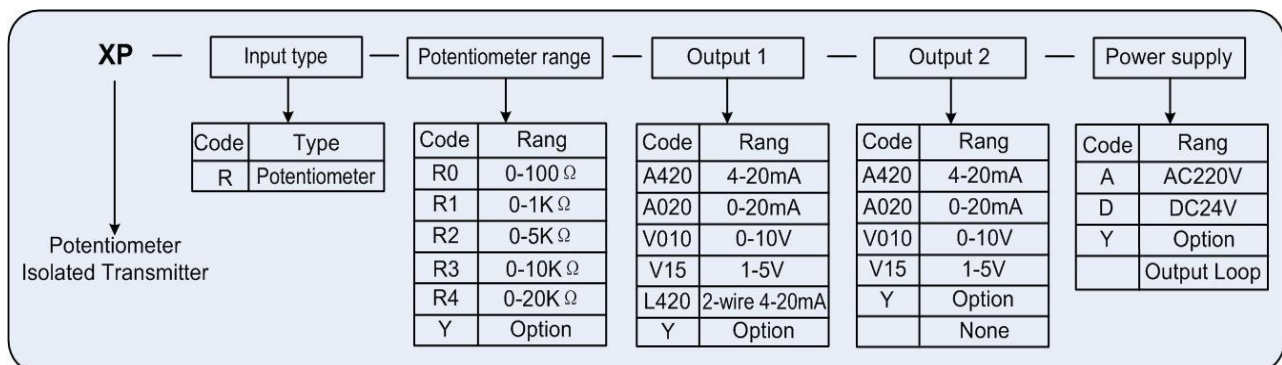 XP — Input type — Potentiometer range — Output 1 — Output 2 — Power supply
Potentiometer
Isolated Transmitter
Code Type
R Potentiometer
Code Rang
R0 0-100Ω
R1 0-1KΩ
R2 0-5KΩ
R3 0-10KΩ
R4 0-20KΩ
Y Option
Code Rang
A420 4-20mA
A020 0-20mA
V010 0-10V
V15 1-5V
L420 2-wire 4-20mA
Y Option
Code Rang
A420 4-20mA
A020 0-20mA
V010 0-10V
V15 1-5V
Y Option
None
Code Rang
A AC220V
D DC24V
Y Option
Output Loop